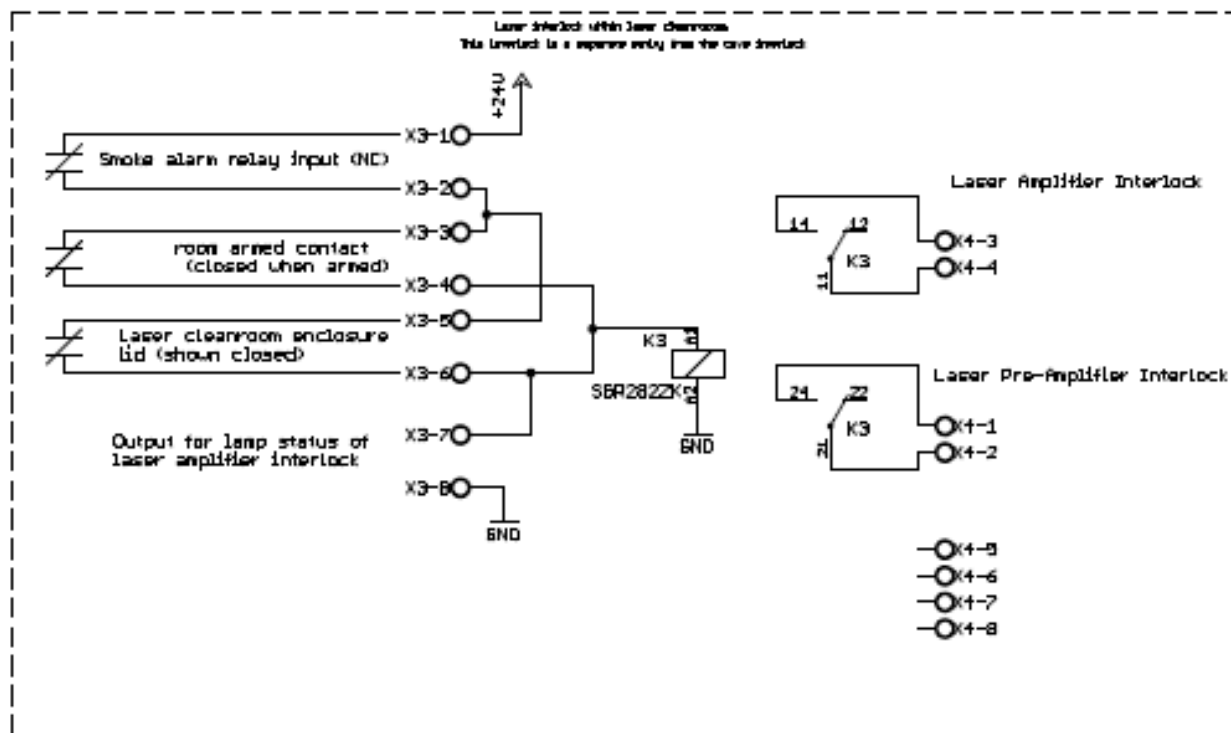 Laser interlock within laser cleanroom
This interlock is a separate entity from the cave interlock
+24V
X3-1
Smoke alarm relay input (NC)
X3-2
X3-3
room armed contact
(closed when armed)
X3-4
X3-5
Laser cleanroom enclosure
lid (shown closed)
X3-6
X3-7
Output for lamp status of
laser amplifier interlock
X3-8
GND
K3
SGR282ZK
GND
Laser Amplifier Interlock
14
12
X4-3
K3
X4-4
11
Laser Pre-Amplifier Interlock
24
22
X4-1
K3
X4-2
21
X4-5
X4-6
X4-7
X4-8